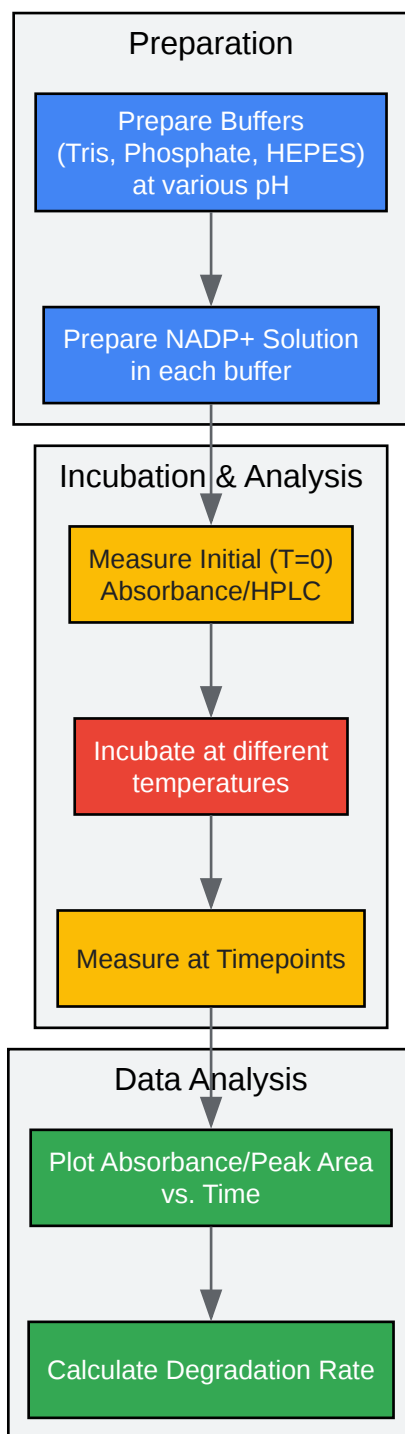 Preparation
Prepare Buffers
(Tris, Phosphate, HEPES)
at various pH
Prepare NADP+ Solution
in each buffer
Incubation & Analysis
Measure Initial (T=0)
Absorbance/HPLC
Incubate at different
temperatures
Measure at Timepoints
Data Analysis
Plot Absorbance/Peak Area
vs. Time
Calculate Degradation Rate